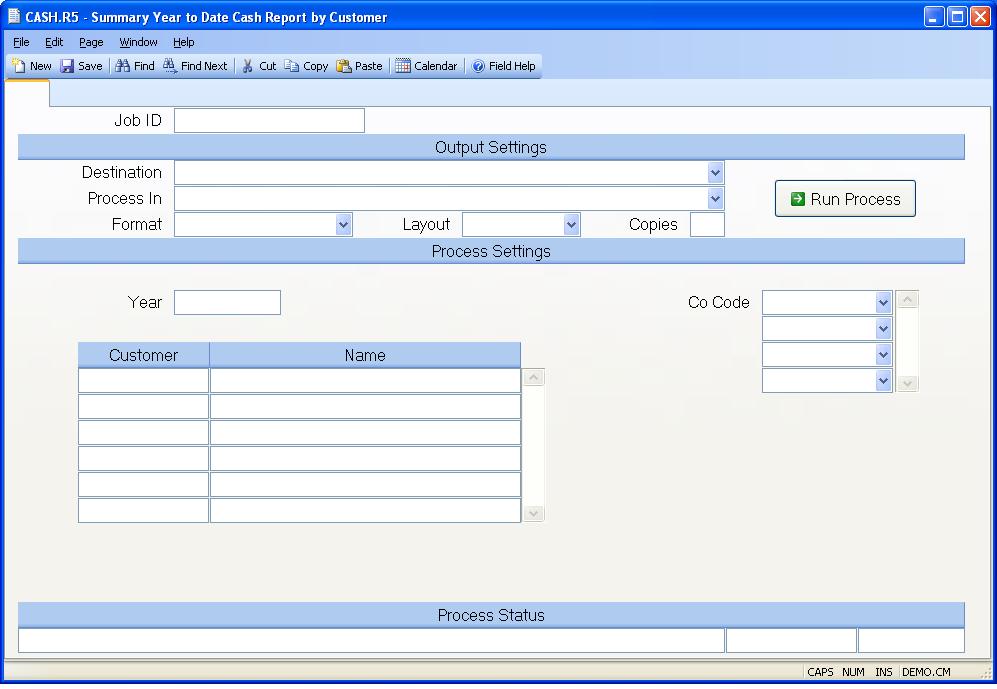 CASH.R5 - Summary Year to Date Cash Report by Customer
File Edit Page Window Help
New Save Find Find Next Cut Copy Paste Calendar Field Help
Job ID
Output Settings
Destination
Process In
Run Process
Format Layout Copies
Process Settings
Year Co Code
Customer Name
Process Status
CAPS NUM INS DEMO.CM